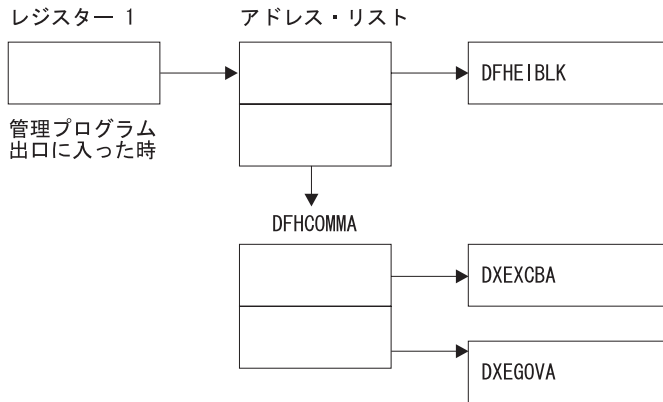 レジスター 1
アドレス・リスト
DFHEIBLK
管理プログラム
出口に入った時
DFHCOMMA
DXEXCBA
DXEGOVA